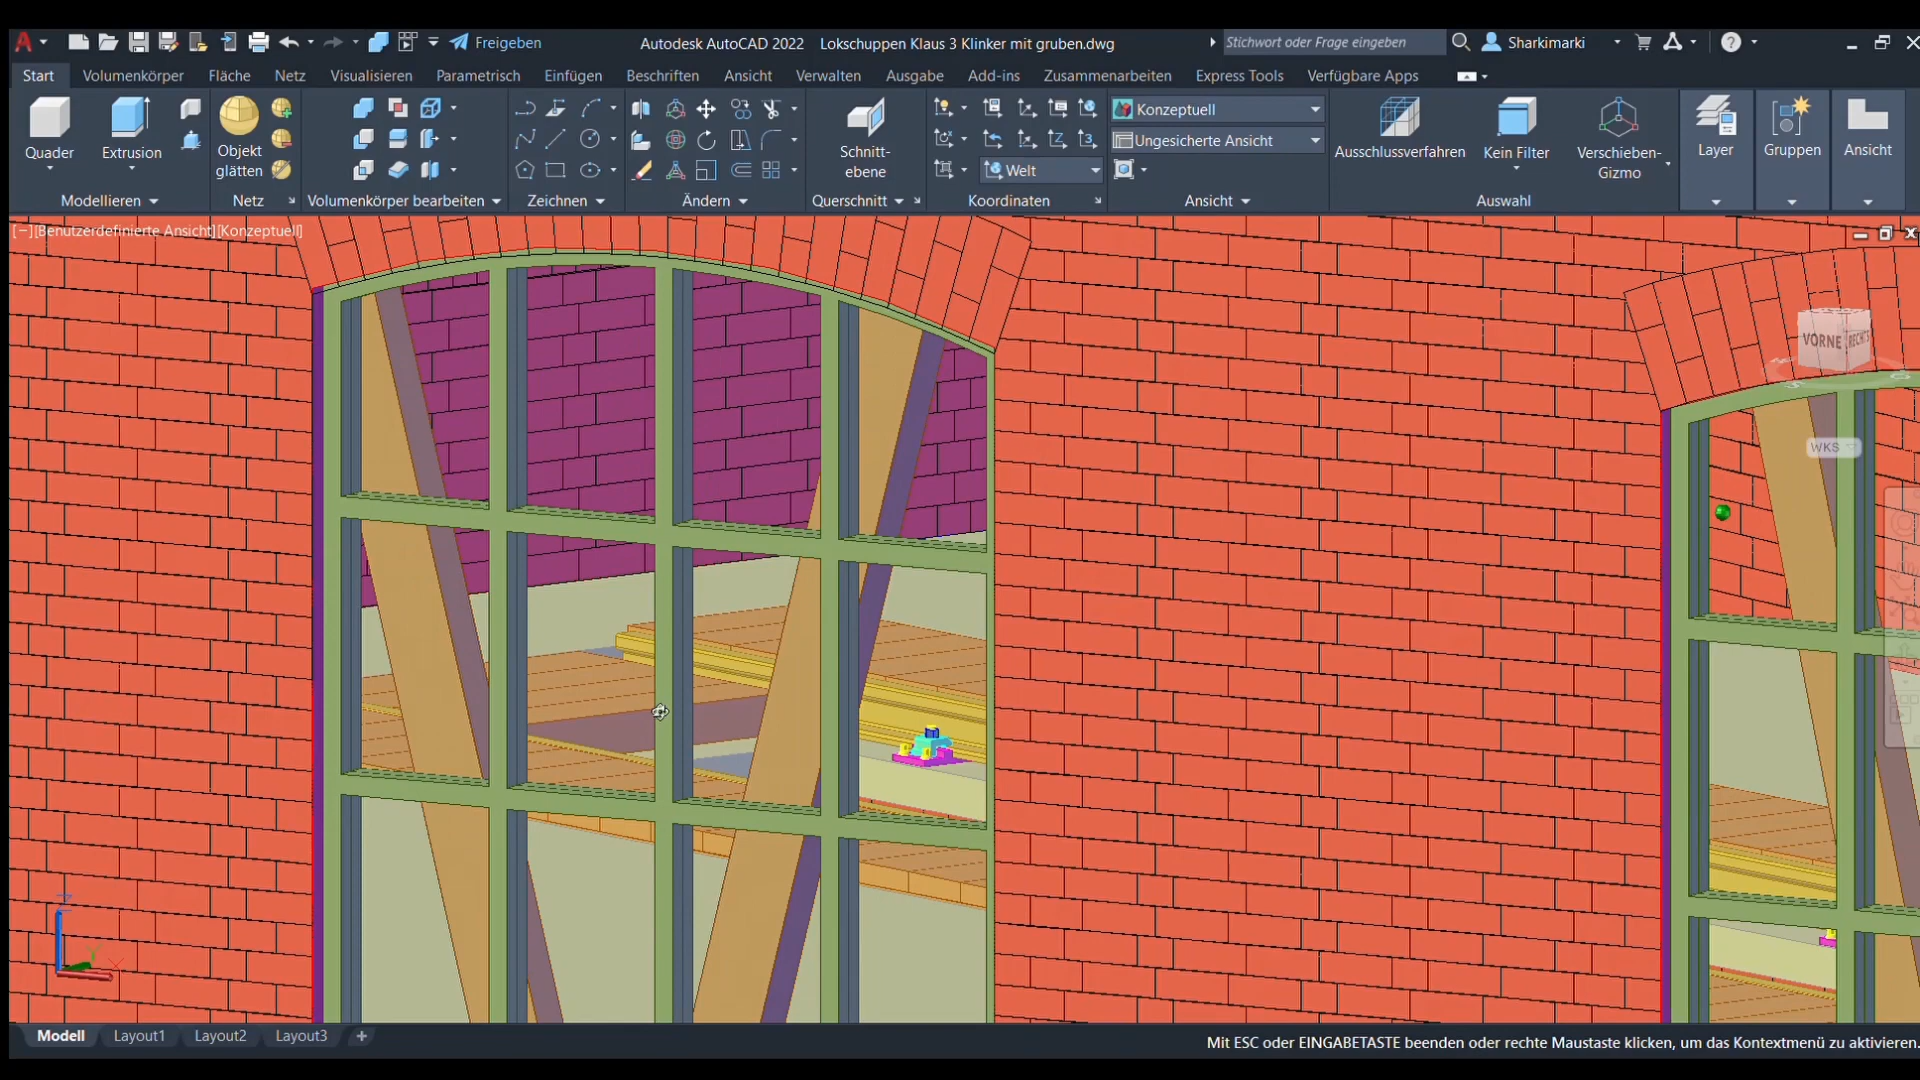 Freigeben
Autodesk AutoCAD 2022 Lokschuppen Klaus 3 Klinker mit gruben.dwg
Stichwort oder Frage eingeben
Sharkimarki
Start Volumenkörper Fläche Netz Visualisieren Parametrisch Einfügen Beschriften Ansicht Verwalten Ausgabe Add-ins Zusammenarbeiten Express Tools Verfügbare Apps
Quader
Extrusion
Objekt
glätten
Schnitt-
ebene
Konzeptuell
Ungesicherte Ansicht
Welt
Ausschlussverfahren
Kein Filter
Verschieben-
Gizmo
Layer
Gruppen
Ansicht
Modellieren Netz Volumenkörper bearbeiten Zeichnen Ändern Querschnitt Koordinaten Ansicht Auswahl
[−][Benutzerdefinierte Ansicht][Konzeptuell]
VORNE RECHTS
WKS
Z
Y
X
Modell Layout1 Layout2 Layout3 +
Mit ESC oder EINGABETASTE beenden oder rechte Maustaste klicken, um das Kontextmenü zu aktivieren.